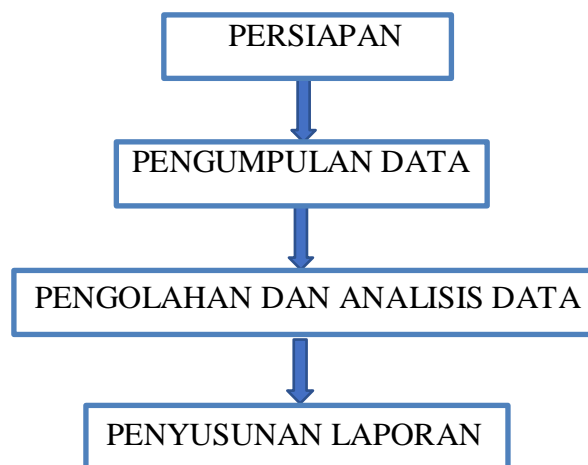 PERSIAPAN
PENGUMPULAN DATA
PENGOLAHAN DAN ANALISIS DATA
PENYUSUNAN LAPORAN